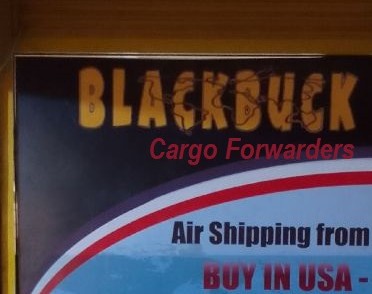 BLACKBUCK
Cargo Forwarders
Air Shipping from
BUY IN USA -